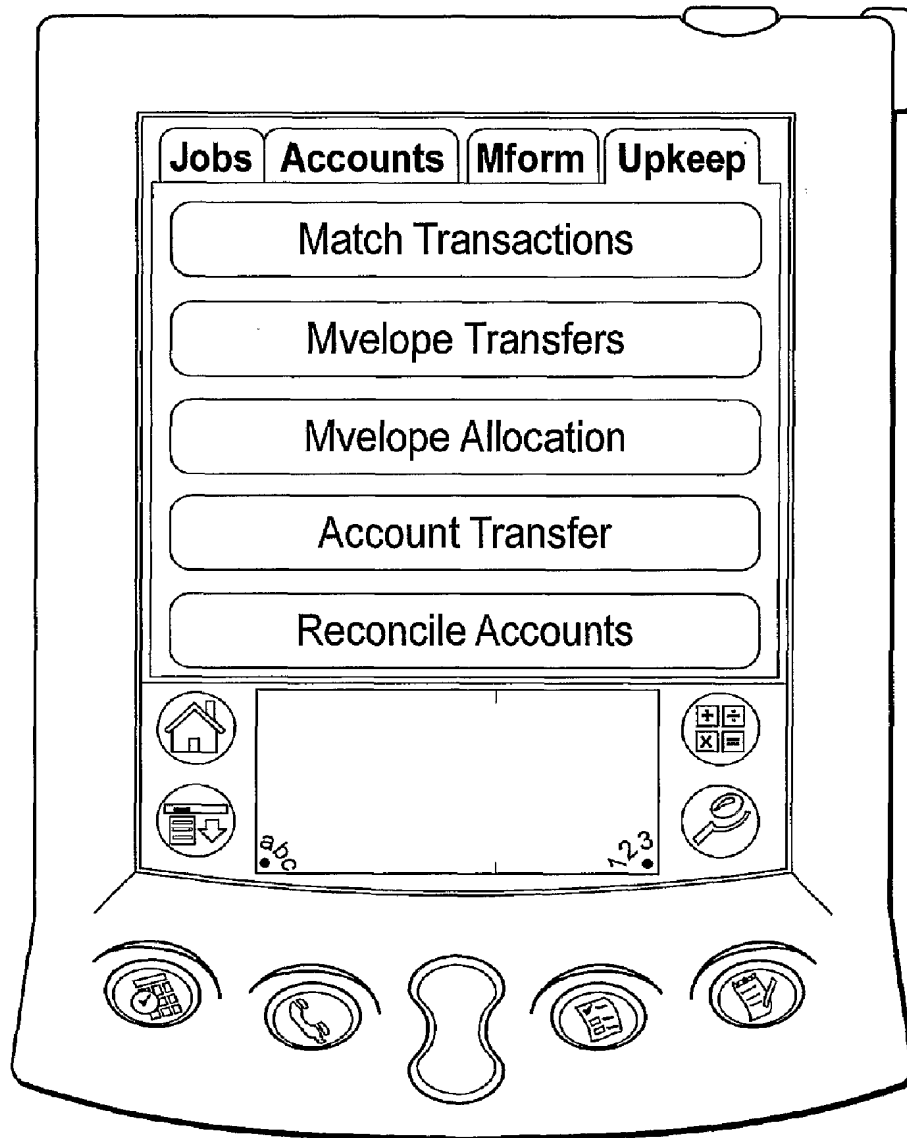 Jobs Accounts Mform Upkeep
Match Transactions
Mvelope Transfers
Mvelope Allocation
Account Transfer
Reconcile Accounts
+ ÷
x =
abc 123